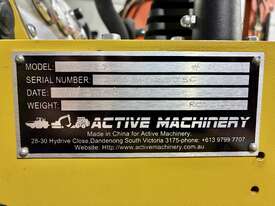 MODEL:
SERIAL NUMBER:
DATE:
WEIGHT:
ACTIVE MACHINERY
Made in China for Active Machinery.
28-30 Hydrive Close,Dandenong South Victoria 3175-phone: +613 9799 7707
Website: Http://www.activemachinery.com.au